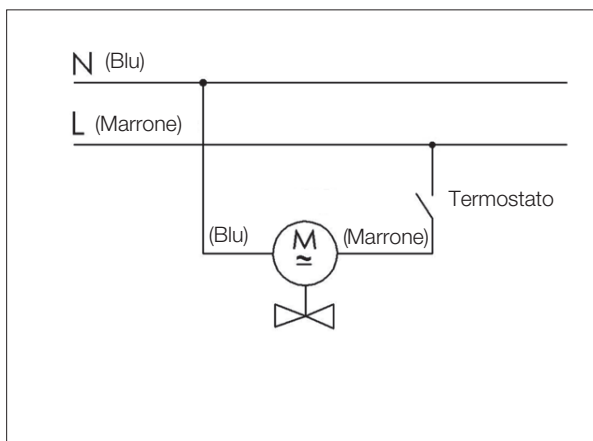 N (Blu)
L (Marrone)
Termostato
(Blu)
M
(Marrone)